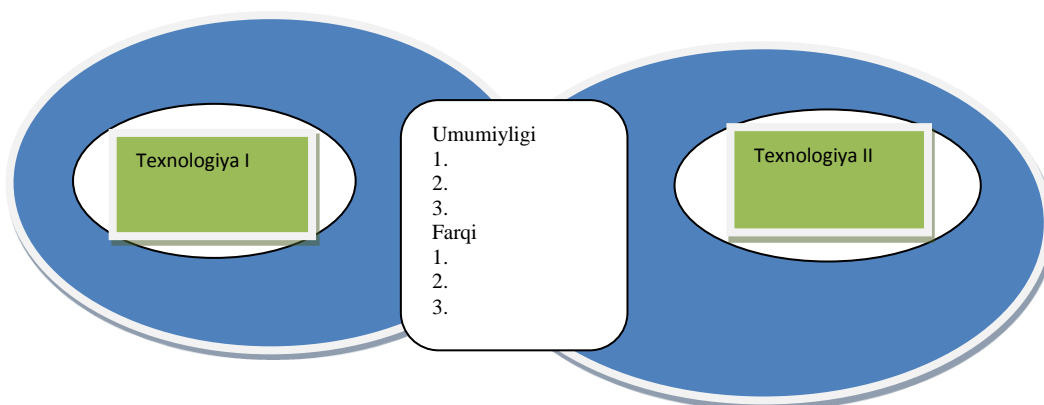 Texnologiya I
Umumiyligi
1.
2.
3.
Farqi
1.
2.
3.
Texnologiya II